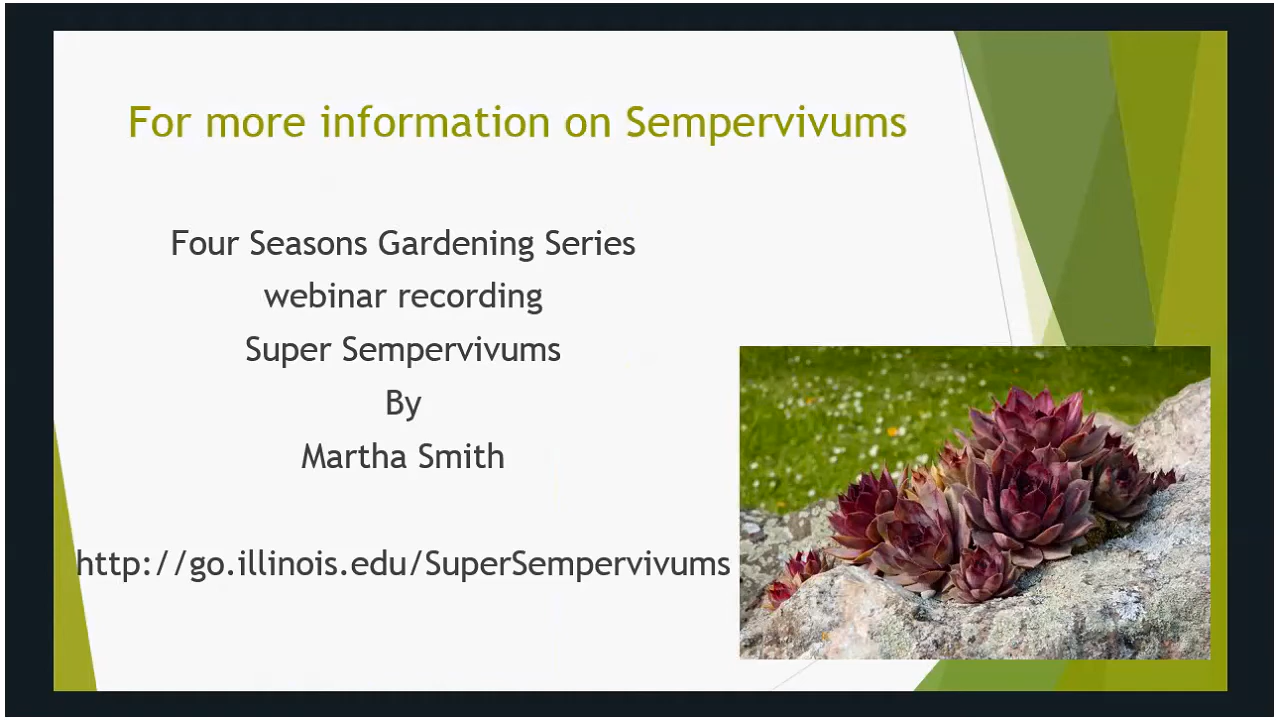 For more information on Sempervivums
Four Seasons Gardening Series
webinar recording
Super Sempervivums
By
Martha Smith
http://go.illinois.edu/SuperSempervivums